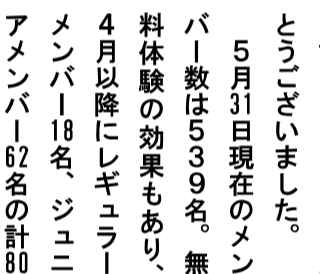 とうございました。
　５月31日現在のメン
バー数は５３９名。無
料体験の効果もあり、
４月以降にレギュラー
メンバー18名、ジュニ
アメンバー62名の計80